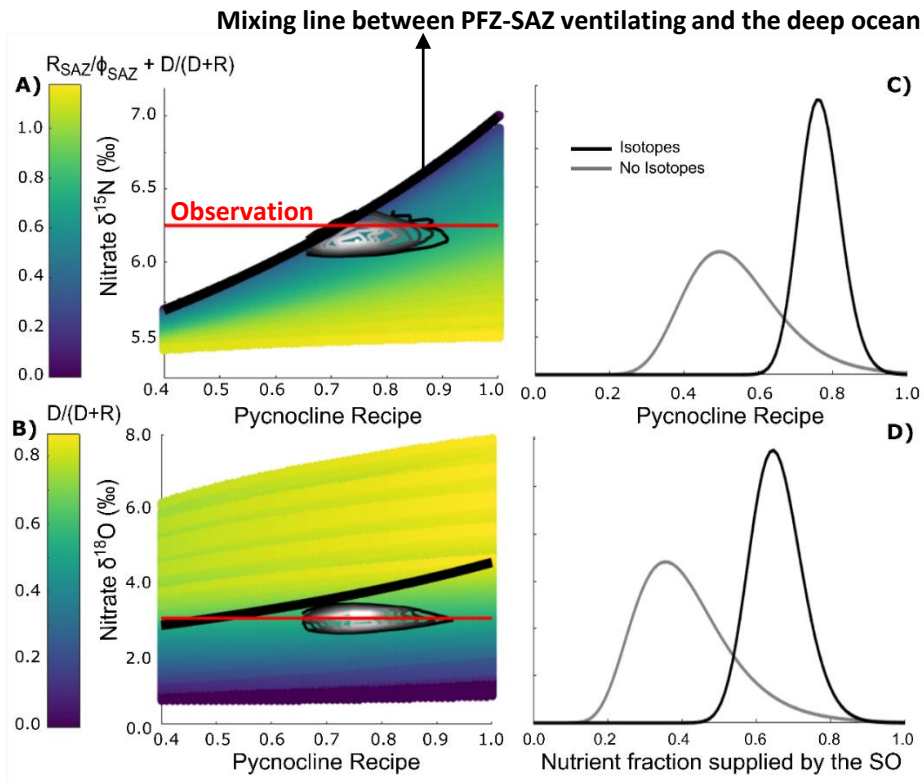 Mixing line between PFZ-SAZ ventilating and the deep ocean
R_SAZ/ϕ_SAZ + D/(D+R)
A)
1.0
0.8
0.6
0.4
0.2
0.0
Nitrate δ¹⁵N (‰)
7.0
6.5
6.0
5.5
Observation
0.4 0.5 0.6 0.7 0.8 0.9 1.0
Pycnocline Recipe
C)
Isotopes
No Isotopes
0.0 0.2 0.4 0.6 0.8 1.0
Pycnocline Recipe
D/(D+R)
B)
0.8
0.6
0.4
0.2
0.0
Nitrate δ¹⁸O (‰)
8.0
6.0
4.0
2.0
0.0
0.4 0.5 0.6 0.7 0.8 0.9 1.0
Pycnocline Recipe
D)
0.0 0.2 0.4 0.6 0.8 1.0
Nutrient fraction supplied by the SO